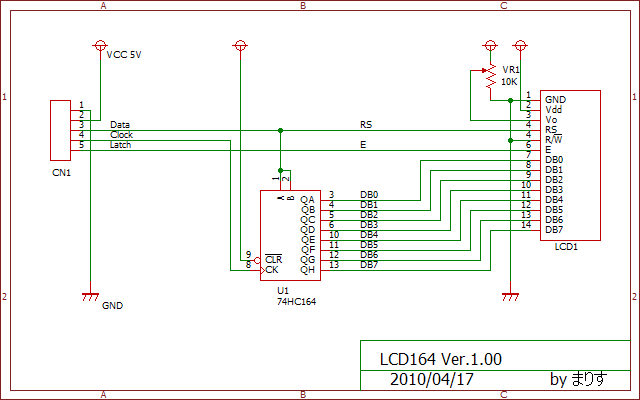 A B C
VCC 5V
VR1
10K
1 1
1
2
3
4
5
CN1
Data
Clock
Latch
RS
E
1 GND
2 Vdd
3 Vo
4 RS
4 R/W
6 E
7 DB0
8 DB1
9 DB2
10 DB3
11 DB4
12 DB5
13 DB6
14 DB7
LCD1
1 2
A B
QA 3 DB0
QB 4 DB1
QC 5 DB2
QD 6 DB3
QE 10 DB4
QF 11 DB5
QG 12 DB6
QH 13 DB7
9 CLR
8 CK
U1
74HC164
2 2
GND
LCD164 Ver.1.00
2010/04/17 by まりす
A B C